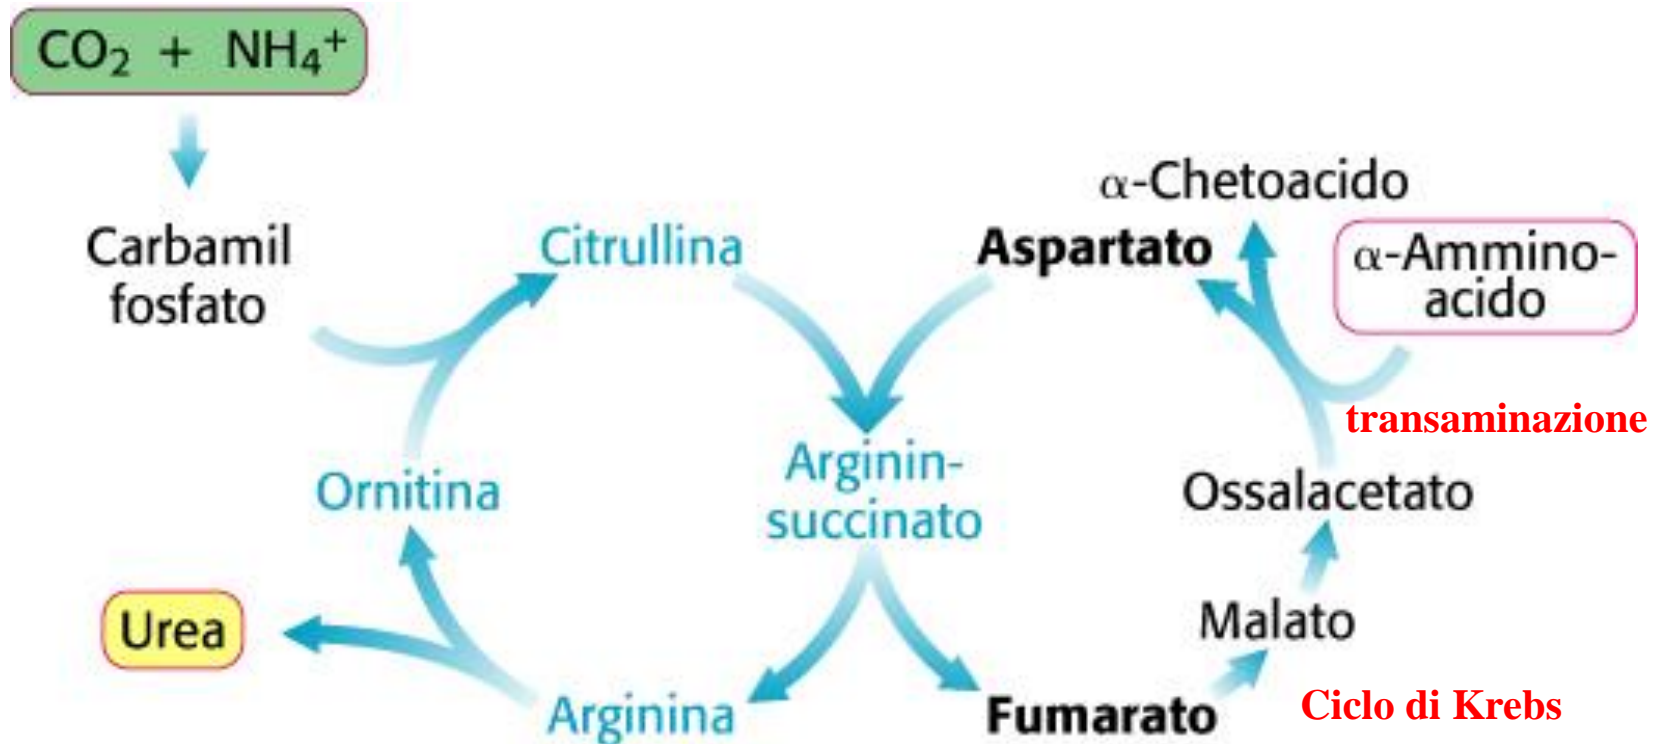 CO₂ + NH₄⁺
Carbamil
fosfato
Citrullina
Aspartato
α-Chetoacido
α-Ammino-
acido
transaminazione
Ornitina
Arginin-
succinato
Ossalacetato
Urea
Malato
Arginina
Fumarato
Ciclo di Krebs